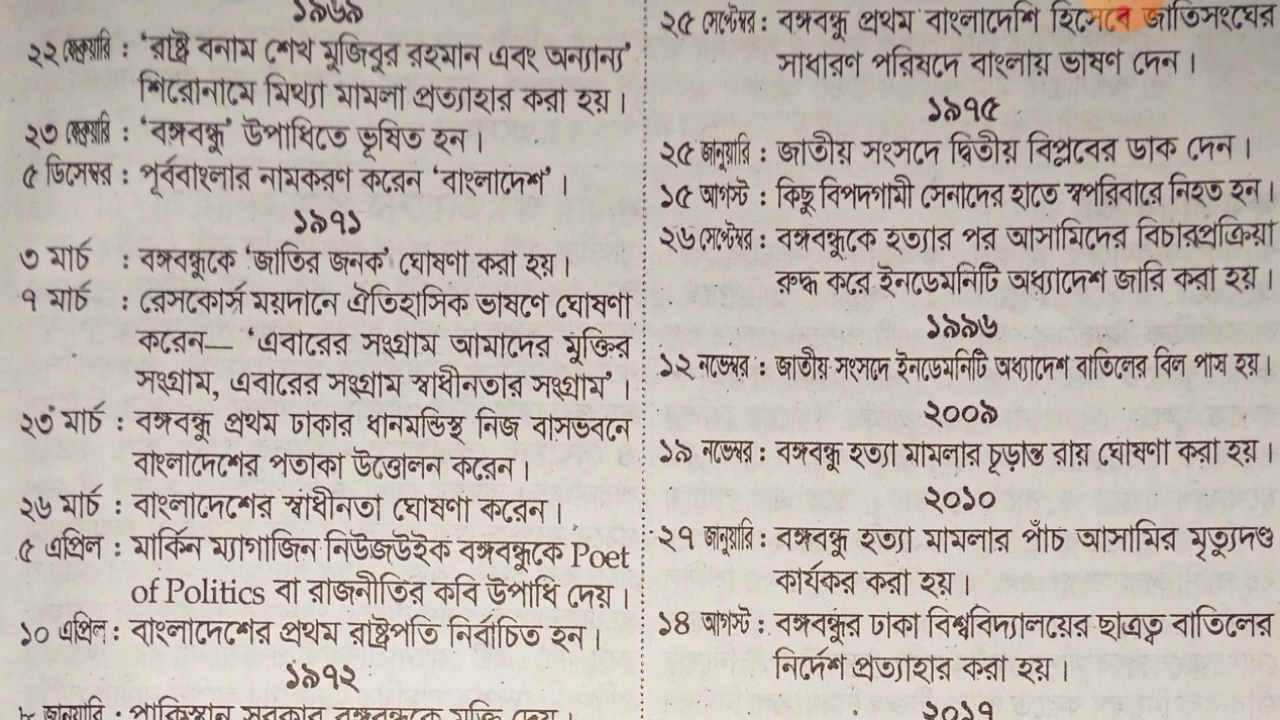 ১৯৬৯
২২ ফেব্রুয়ারি : ‘রাষ্ট্র বনাম শেখ মুজিবুর রহমান এবং অন্যান্য’
শিরোনামে মিথ্যা মামলা প্রত্যাহার করা হয়।
২৩ ফেব্রুয়ারি : ‘বঙ্গবন্ধু’ উপাধিতে ভূষিত হন।
৫ ডিসেম্বর : পূর্ববাংলার নামকরণ করেন ‘বাংলাদেশ’।
১৯৭১
৩ মার্চ : বঙ্গবন্ধুকে ‘জাতির জনক’ ঘোষণা করা হয়।
৭ মার্চ : রেসকোর্স ময়দানে ঐতিহাসিক ভাষণে ঘোষণা
করেন— ‘এবারের সংগ্রাম আমাদের মুক্তির
সংগ্রাম, এবারের সংগ্রাম স্বাধীনতার সংগ্রাম’।
২৩ মার্চ : বঙ্গবন্ধু প্রথম ঢাকার ধানমন্ডিস্থ নিজ বাসভবনে
বাংলাদেশের পতাকা উত্তোলন করেন।
২৬ মার্চ : বাংলাদেশের স্বাধীনতা ঘোষণা করেন।
৫ এপ্রিল : মার্কিন ম্যাগাজিন নিউজউইক বঙ্গবন্ধুকে Poet
of Politics বা রাজনীতির কবি উপাধি দেয়।
১০ এপ্রিল : বাংলাদেশের প্রথম রাষ্ট্রপতি নির্বাচিত হন।
১৯৭২
৮ জানুয়ারি : পাকিস্তান সরকার বঙ্গবন্ধুকে মুক্তি দেয়।
২৫ সেপ্টেম্বর : বঙ্গবন্ধু প্রথম বাংলাদেশি হিসেবে জাতিসংঘের
সাধারণ পরিষদে বাংলায় ভাষণ দেন।
১৯৭৫
২৫ জানুয়ারি : জাতীয় সংসদে দ্বিতীয় বিপ্লবের ডাক দেন।
১৫ আগস্ট : কিছু বিপদগামী সেনাদের হাতে স্বপরিবারে নিহত হন।
২৬ সেপ্টেম্বর : বঙ্গবন্ধুকে হত্যার পর আসামিদের বিচারপ্রক্রিয়া
রুদ্ধ করে ইনডেমনিটি অধ্যাদেশ জারি করা হয়।
১৯৯৬
১২ নভেম্বর : জাতীয় সংসদে ইনডেমনিটি অধ্যাদেশ বাতিলের বিল পাস হয়।
২০০৯
১৯ নভেম্বর : বঙ্গবন্ধু হত্যা মামলার চূড়ান্ত রায় ঘোষণা করা হয়।
২০১০
২৭ জানুয়ারি : বঙ্গবন্ধু হত্যা মামলার পাঁচ আসামির মৃত্যুদণ্ড
কার্যকর করা হয়।
১৪ আগস্ট : বঙ্গবন্ধুর ঢাকা বিশ্ববিদ্যালয়ের ছাত্রত্ব বাতিলের
নির্দেশ প্রত্যাহার করা হয়।
২০১৭